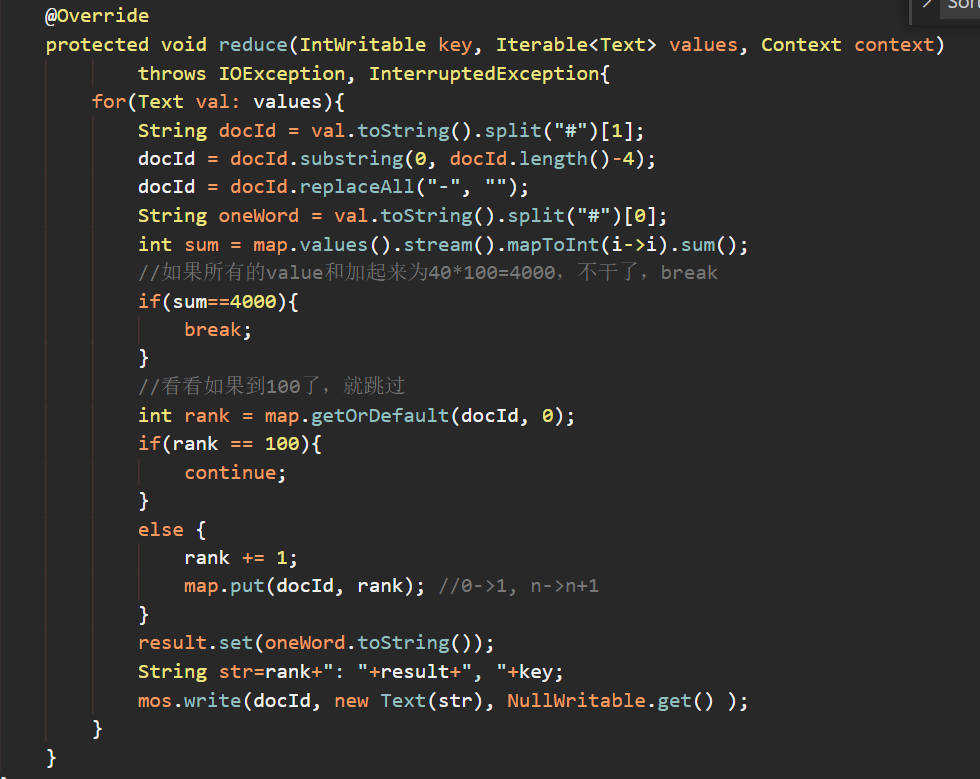 Sort
@Override
protected void reduce(IntWritable key, Iterable<Text> values, Context context)
throws IOException, InterruptedException{
for(Text val: values){
String docId = val.toString().split("#")[1];
docId = docId.substring(0, docId.length()-4);
docId = docId.replaceAll("-", "");
String oneWord = val.toString().split("#")[0];
int sum = map.values().stream().mapToInt(i->i).sum();
//如果所有的value和加起来为40*100=4000，不干了，break
if(sum==4000){
break;
}
//看看如果到100了，就跳过
int rank = map.getOrDefault(docId, 0);
if(rank == 100){
continue;
}
else {
rank += 1;
map.put(docId, rank); //0->1, n->n+1
}
result.set(oneWord.toString());
String str=rank+": "+result+", "+key;
mos.write(docId, new Text(str), NullWritable.get() );
}
}